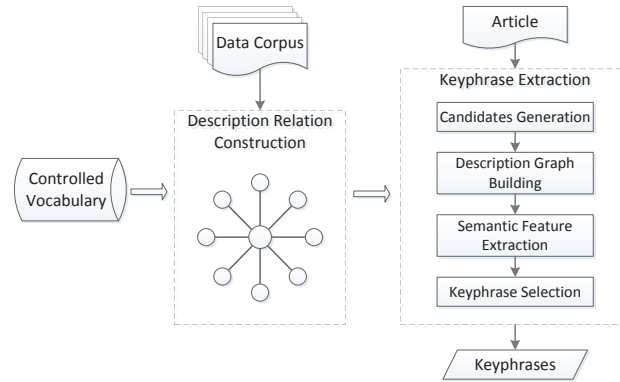 Data Corpus
Article
Description Relation
Construction
Keyphrase Extraction
Candidates Generation
Controlled
Vocabulary
Description Graph
Building
Semantic Feature
Extraction
Keyphrase Selection
Keyphrases